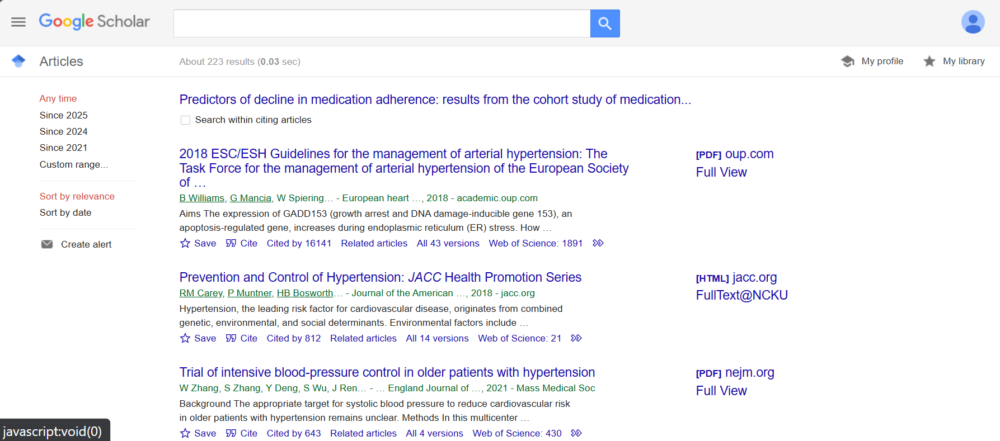 Google Scholar
Articles
About 223 results (0.03 sec)
My profile
My library
Any time
Since 2025
Since 2024
Since 2021
Custom range...
Sort by relevance
Sort by date
Create alert
Predictors of decline in medication adherence: results from the cohort study of medication...
Search within citing articles
2018 ESC/ESH Guidelines for the management of arterial hypertension: The
Task Force for the management of arterial hypertension of the European Society
of …
B Williams, G Mancia, W Spiering… - European heart …, 2018 - academic.oup.com
Aims The expression of GADD153 (growth arrest and DNA damage-inducible gene 153), an
apoptosis-regulated gene, increases during endoplasmic reticulum (ER) stress. How …
Save Cite Cited by 16141 Related articles All 43 versions Web of Science: 1891
[PDF] oup.com
Full View
Prevention and Control of Hypertension: JACC Health Promotion Series
RM Carey, P Muntner, HB Bosworth… - Journal of the American …, 2018 - jacc.org
Hypertension, the leading risk factor for cardiovascular disease, originates from combined
genetic, environmental, and social determinants. Environmental factors include …
Save Cite Cited by 812 Related articles All 14 versions Web of Science: 21
[HTML] jacc.org
FullText@NCKU
Trial of intensive blood-pressure control in older patients with hypertension
W Zhang, S Zhang, Y Deng, S Wu, J Ren… - … England Journal of …, 2021 - Mass Medical Soc
Background The appropriate target for systolic blood pressure to reduce cardiovascular risk
in older patients with hypertension remains unclear. Methods In this multicenter …
Save Cite Cited by 643 Related articles All 4 versions Web of Science: 430
[PDF] nejm.org
Full View
javascript:void(0)